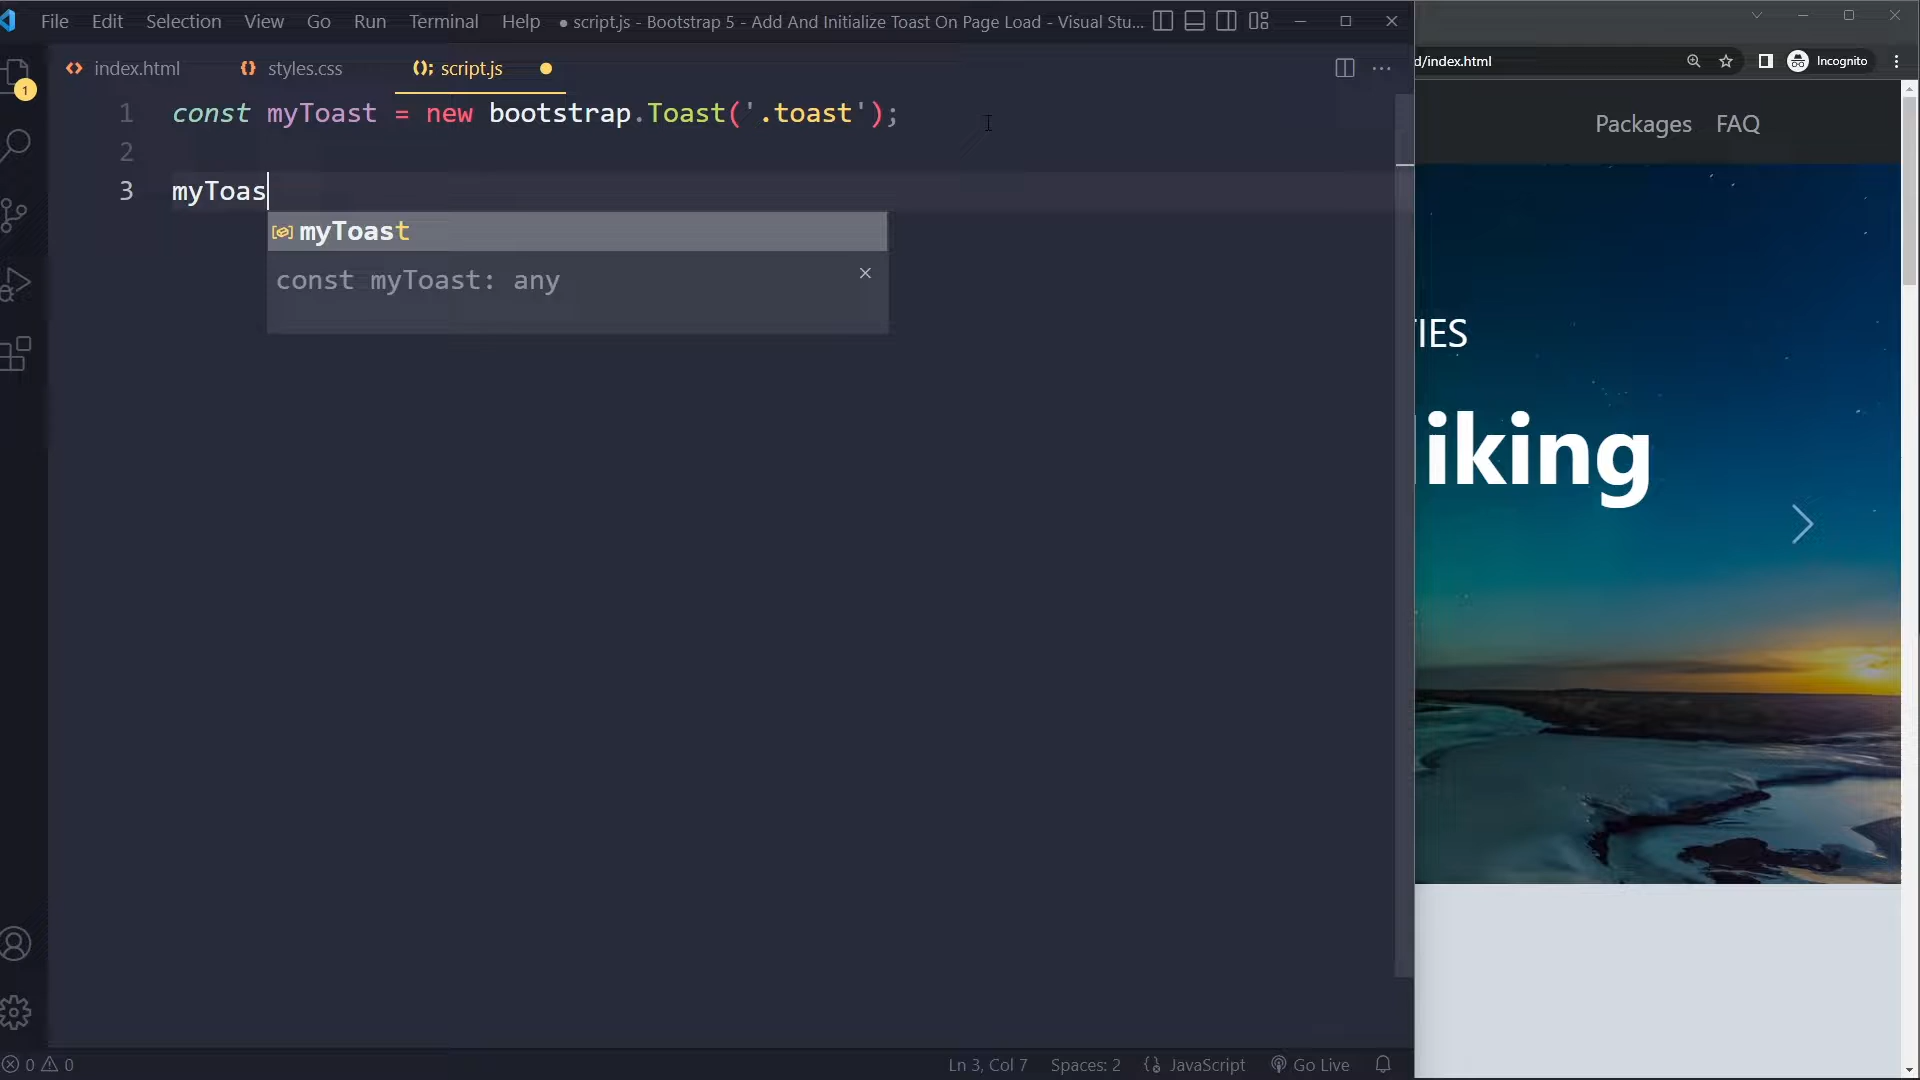 File Edit Selection View Go Run Terminal Help ● script.js - Bootstrap 5 - Add And Initialize Toast On Page Load - Visual Stu...
index.html styles.css script.js
1 const myToast = new bootstrap.Toast('.toast');
2
3 myToas
myToast
const myToast: any
1
0 0 Ln 3, Col 7 Spaces: 2 JavaScript Go Live
d/index.html Incognito
Packages FAQ
TIES
iking